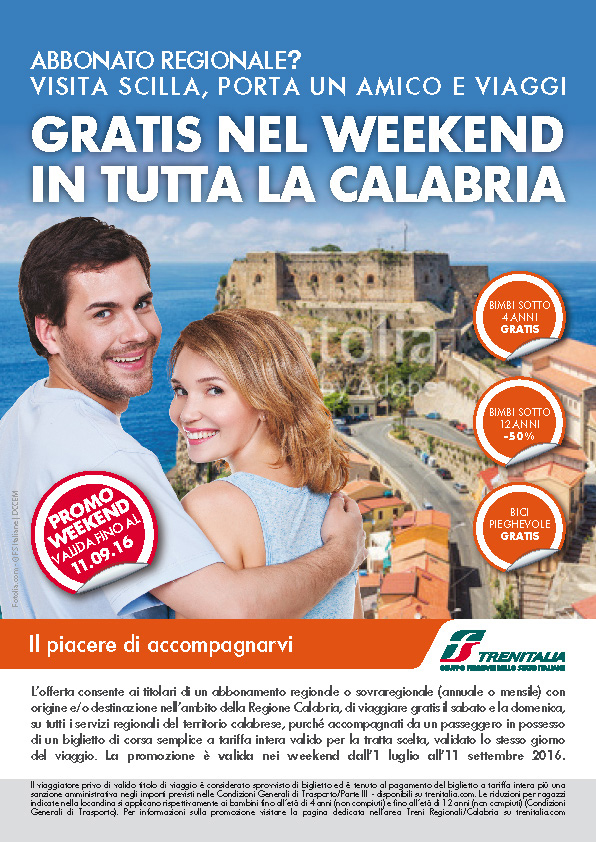 ABBONATO REGIONALE?
VISITA SCILLA, PORTA UN AMICO E VIAGGI
GRATIS NEL WEEKEND
IN TUTTA LA CALABRIA
BIMBI SOTTO
4 ANNI
GRATIS
BIMBI SOTTO
12 ANNI
-50%
BICI
PIEGHEVOLE
GRATIS
PROMO
WEEKEND
VALIDA FINO AL
11.09.16
Fotolia.com - © FS Italiane | DCCEM
fotolia
by Adobe
Il piacere di accompagnarvi
TRENITALIA
GRUPPO FERROVIE DELLO STATO ITALIANE
L'offerta consente ai titolari di un abbonamento regionale o sovraregionale (annuale o mensile) con
origine e/o destinazione nell'ambito della Regione Calabria, di viaggiare gratis il sabato e la domenica,
su tutti i servizi regionali del territorio calabrese, purché accompagnati da un passeggero in possesso
di un biglietto di corsa semplice a tariffa intera valido per la tratta scelta, validato lo stesso giorno
del viaggio. La promozione è valida nei weekend dall'1 luglio all'11 settembre 2016.
Il viaggiatore privo di valido titolo di viaggio è considerato sprovvisto di biglietto ed è tenuto al pagamento del biglietto a tariffa intera più una
sanzione amministrativa negli importi previsti nelle Condizioni Generali di Trasporto/Parte III - disponibili su trenitalia.com. Le riduzioni per ragazzi
indicate nella locandina si applicano rispettivamente ai bambini fino all'età di 4 anni (non compiuti) e fino all'età di 12 anni (non compiuti) (Condizioni
Generali di Trasporto). Per informazioni sulla promozione visitare la pagina dedicata nell'area Treni Regionali/Calabria su trenitalia.com